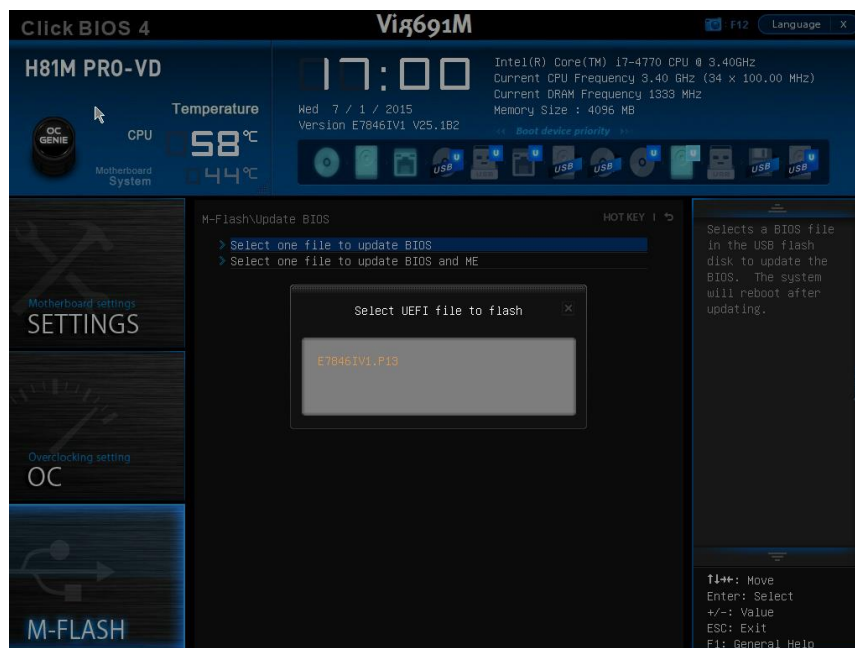 Click BIOS 4
Vig691M
F12
Language
X
H81M PRO-VD
17:00
Wed 7 / 1 / 2015
Version E7846IV1 V25.1B2
Intel(R) Core(TM) i7-4770 CPU @ 3.40GHz
Current CPU Frequency 3.40 GHz (34 x 100.00 MHz)
Current DRAM Frequency 1333 MHz
Memory Size : 4096 MB
Boot device priority
OC
GENIE
Temperature
CPU
58°C
Motherboard
System
44°C
U
USB
U
USB
U
U
USB
USB
U
U
USB
USB
U
USB
Motherboard settings
SETTINGS
Overclocking setting
OC
M-FLASH
M-Flash\Update BIOS
HOT KEY
Select one file to update BIOS
Select one file to update BIOS and ME
Select UEFI file to flash
E7846IV1.P13
Selects a BIOS file
in the USB flash
disk to update the
BIOS. The system
will reboot after
updating.
↑↓→←: Move
Enter: Select
+/-: Value
ESC: Exit
F1: General Help